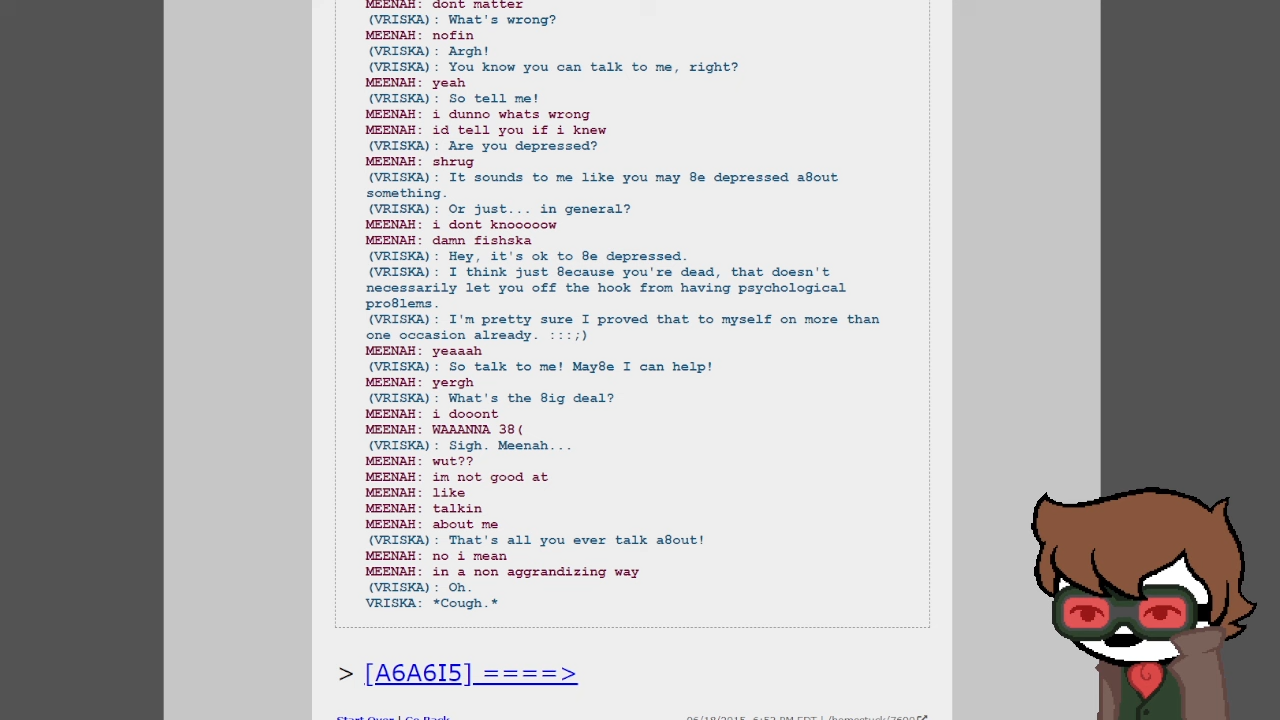 MEENAH: dont matter
(VRISKA): What's wrong?
MEENAH: nofin
(VRISKA): Argh!
(VRISKA): You know you can talk to me, right?
MEENAH: yeah
(VRISKA): So tell me!
MEENAH: i dunno whats wrong
MEENAH: id tell you if i knew
(VRISKA): Are you depressed?
MEENAH: shrug
(VRISKA): It sounds to me like you may 8e depressed a8out
something.
(VRISKA): Or just... in general?
MEENAH: i dont knooooow
MEENAH: damn fishska
(VRISKA): Hey, it's ok to 8e depressed.
(VRISKA): I think just 8ecause you're dead, that doesn't
necessarily let you off the hook from having psychological
pro8lems.
(VRISKA): I'm pretty sure I proved that to myself on more than
one occasion already. :::;)
MEENAH: yeaaah
(VRISKA): So talk to me! May8e I can help!
MEENAH: yergh
(VRISKA): What's the 8ig deal?
MEENAH: i dooont
MEENAH: WAAANNA 38(
(VRISKA): Sigh. Meenah...
MEENAH: wut??
MEENAH: im not good at
MEENAH: like
MEENAH: talkin
MEENAH: about me
(VRISKA): That's all you ever talk a8out!
MEENAH: no i mean
MEENAH: in a non aggrandizing way
(VRISKA): Oh.
VRISKA: *Cough.*
> [A6A6I5] ====>
Start Over | Go Back